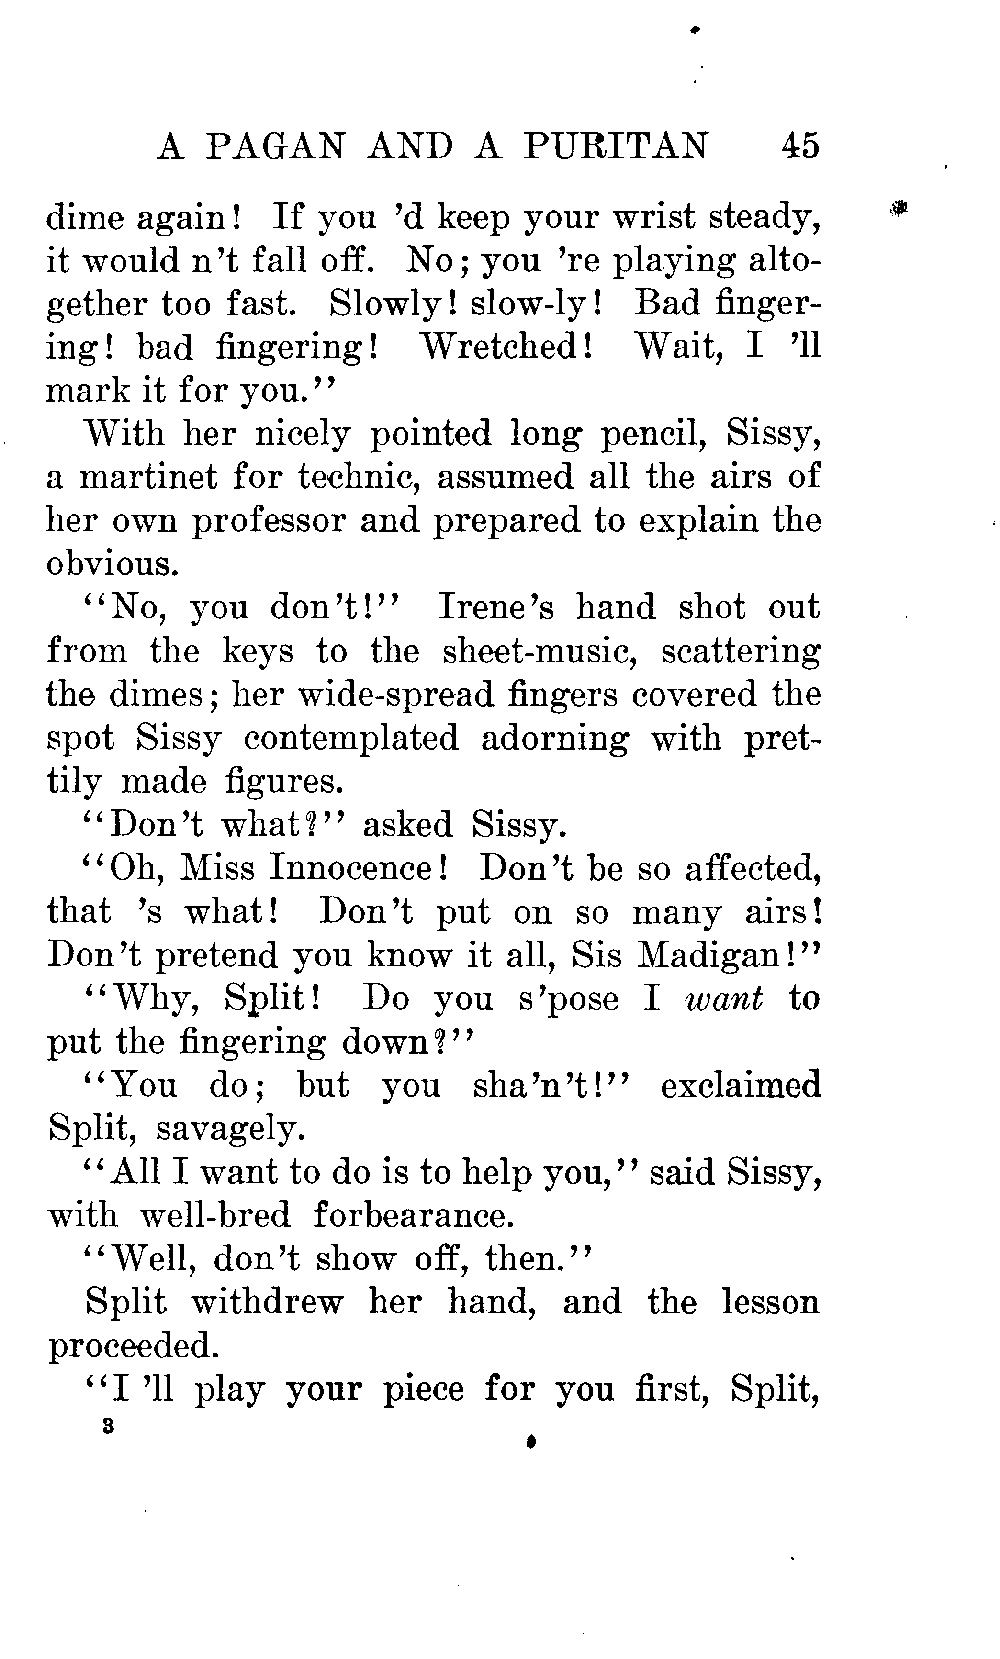 A PAGAN AND A PURITAN 45
dime again! If you 'd keep your wrist steady,
it would n't fall off. No; you 're playing alto-
gether too fast. Slowly! slow-ly! Bad finger-
ing! bad fingering! Wretched! Wait, I 'll
mark it for you."
With her nicely pointed long pencil, Sissy,
a martinet for technic, assumed all the airs of
her own professor and prepared to explain the
obvious.
"No, you don't!" Irene's hand shot out
from the keys to the sheet-music, scattering
the dimes; her wide-spread fingers covered the
spot Sissy contemplated adorning with pret-
tily made figures.
"Don't what?" asked Sissy.
"Oh, Miss Innocence! Don't be so affected,
that 's what! Don't put on so many airs!
Don't pretend you know it all, Sis Madigan!"
"Why, Split! Do you s'pose I want to
put the fingering down?"
"You do; but you sha'n't!" exclaimed
Split, savagely.
"All I want to do is to help you," said Sissy,
with well-bred forbearance.
"Well, don't show off, then."
Split withdrew her hand, and the lesson
proceeded.
"I 'll play your piece for you first, Split,
3